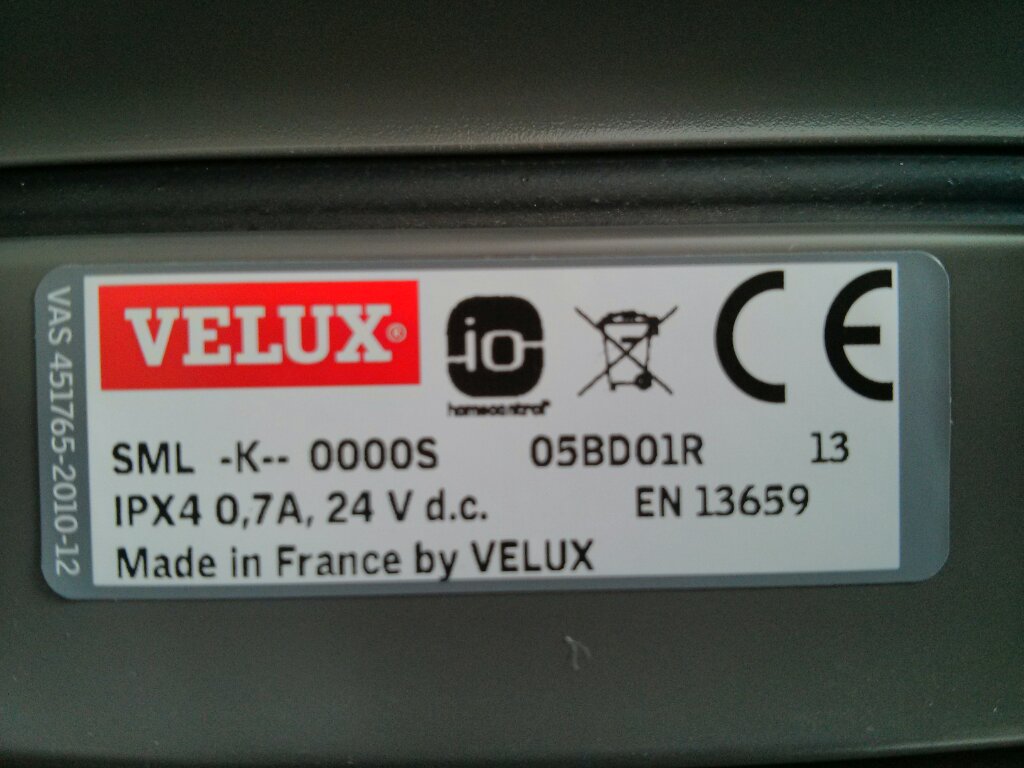 VELUX®
io
homecontrol®
CE
SML -K-- 0000S 05BD01R 13
IPX4 0,7A, 24 V d.c. EN 13659
Made in France by VELUX
VAS 451765-2010-12